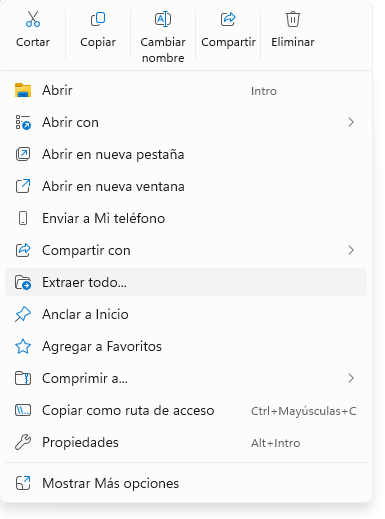 Cortar
Copiar
Cambiar
nombre
Compartir
Eliminar
Abrir Intro
Abrir con
Abrir en nueva pestaña
Abrir en nueva ventana
Enviar a Mi teléfono
Compartir con
Extraer todo...
Anclar a Inicio
Agregar a Favoritos
Comprimir a...
Copiar como ruta de acceso Ctrl+Mayúsculas+C
Propiedades Alt+Intro
Mostrar Más opciones